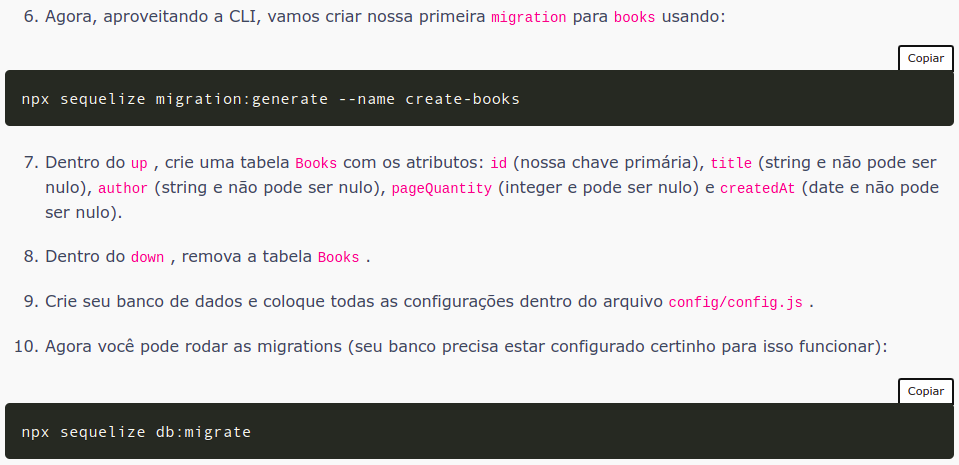 6. Agora, aproveitando a CLI, vamos criar nossa primeira migration para books usando:
Copiar
npx sequelize migration:generate --name create-books
7. Dentro do up , crie uma tabela Books com os atributos: id (nossa chave primária), title (string e não pode ser
nulo), author (string e não pode ser nulo), pageQuantity (integer e pode ser nulo) e createdAt (date e não pode
ser nulo).
8. Dentro do down , remova a tabela Books .
9. Crie seu banco de dados e coloque todas as configurações dentro do arquivo config/config.js .
10. Agora você pode rodar as migrations (seu banco precisa estar configurado certinho para isso funcionar):
Copiar
npx sequelize db:migrate